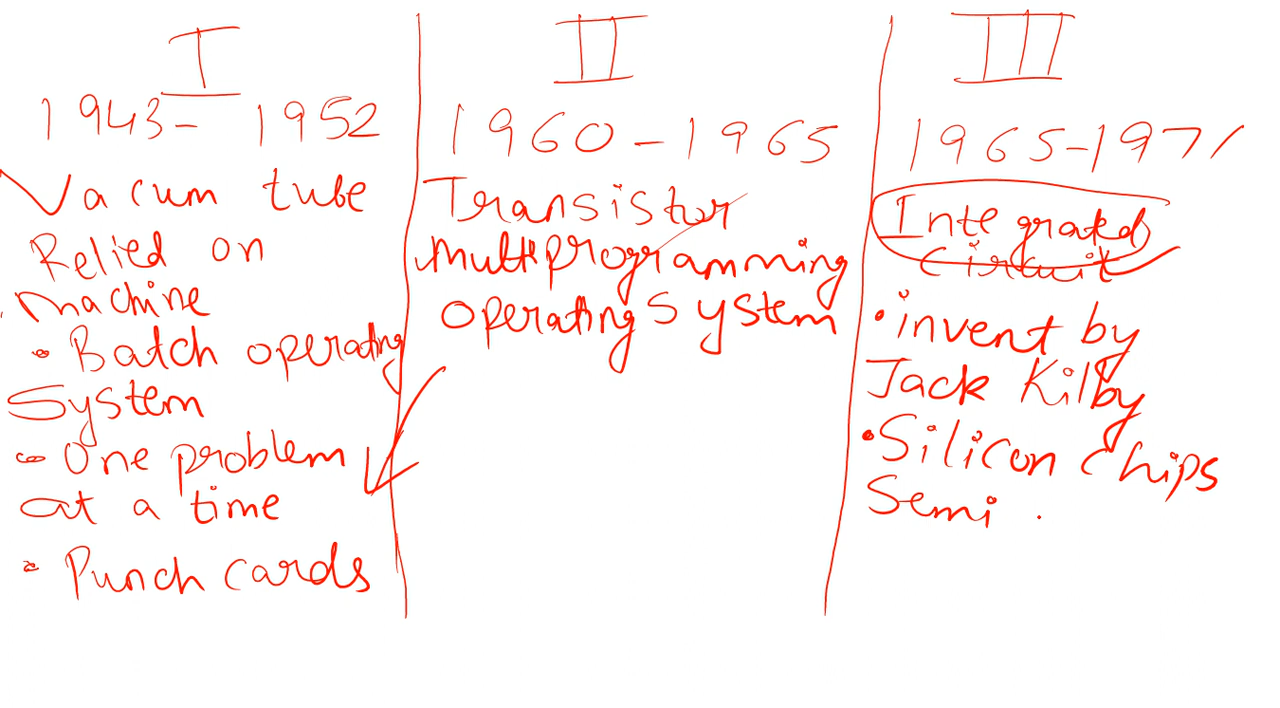 I
1943- 1952
Vacum tube
Relied on
machine
• Batch operating
System
- One problem
at a time
• Punch cards
II
1960-1965
Transistor
multiprogramming
operating System
III
1965-1971
Integrated
Circuit
• invent by
Jack Kilby
• Silicon Chips
Semi .